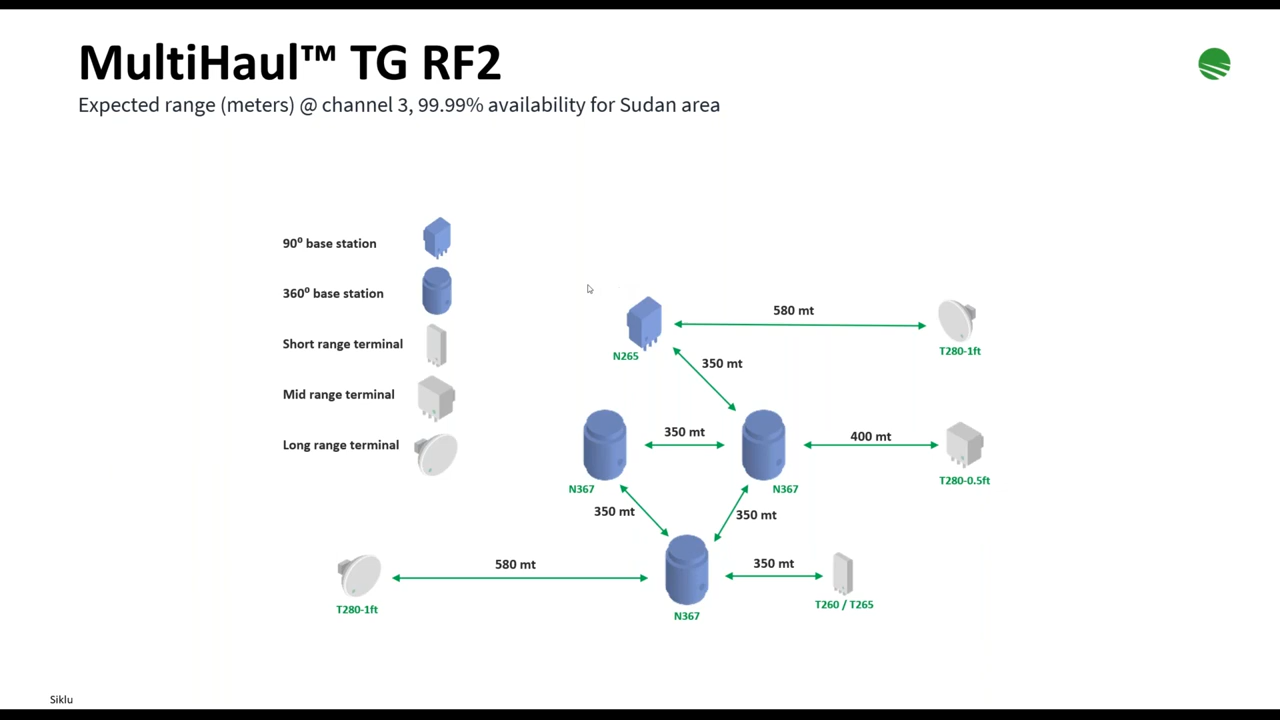 MultiHaul™ TG RF2
Expected range (meters) @ channel 3, 99.99% availability for Sudan area
90⁰ base station
360⁰ base station
Short range terminal
Mid range terminal
Long range terminal
580 mt
N265
T280-1ft
350 mt
350 mt
400 mt
N367
N367
T280-0.5ft
350 mt
350 mt
580 mt
350 mt
T280-1ft
N367
T260 / T265
Siklu